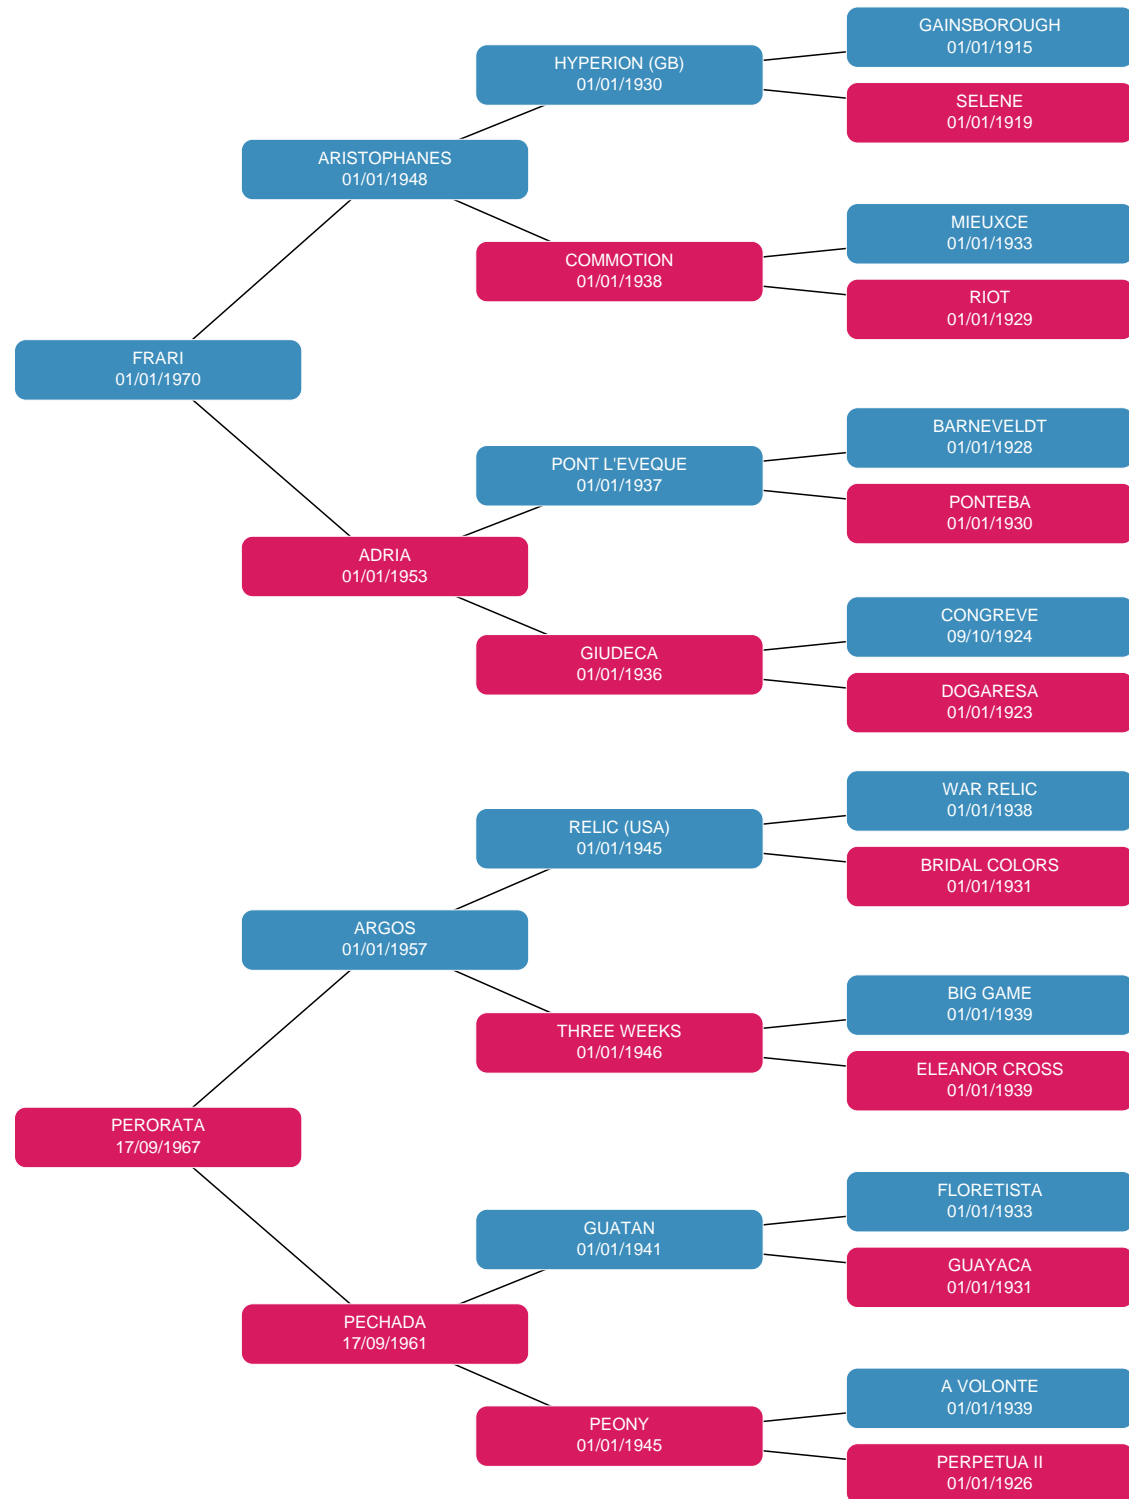 GAINSBOROUGH
01/01/1915
HYPERION (GB)
01/01/1930
SELENE
01/01/1919
ARISTOPHANES
01/01/1948
MIEUXCE
01/01/1933
COMMOTION
01/01/1938
RIOT
01/01/1929
FRARI
01/01/1970
BARNEVELDT
01/01/1928
PONT L'EVEQUE
01/01/1937
PONTEBA
01/01/1930
ADRIA
01/01/1953
CONGREVE
09/10/1924
GIUDECA
01/01/1936
DOGARESA
01/01/1923
WAR RELIC
01/01/1938
RELIC (USA)
01/01/1945
BRIDAL COLORS
01/01/1931
ARGOS
01/01/1957
BIG GAME
01/01/1939
THREE WEEKS
01/01/1946
ELEANOR CROSS
01/01/1939
PERORATA
17/09/1967
FLORETISTA
01/01/1933
GUATAN
01/01/1941
GUAYACA
01/01/1931
PECHADA
17/09/1961
A VOLONTE
01/01/1939
PEONY
01/01/1945
PERPETUA II
01/01/1926